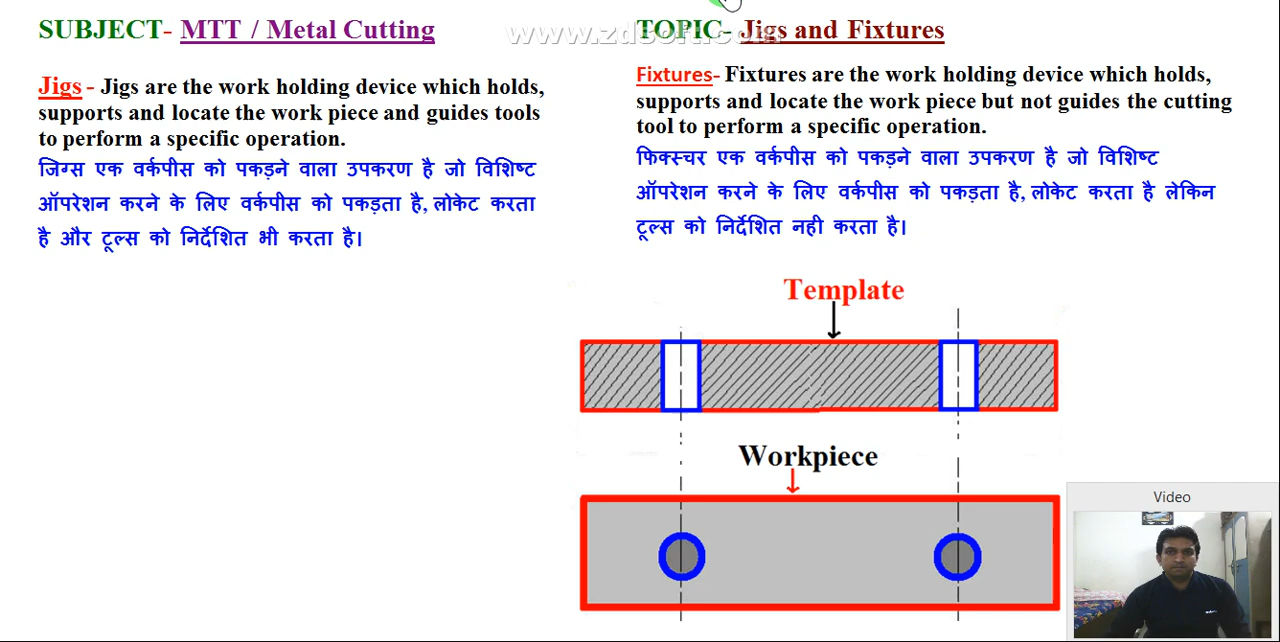 SUBJECT- MTT / Metal Cutting
www.zdsoft.com
TOPIC- Jigs and Fixtures
Jigs - Jigs are the work holding device which holds,
supports and locate the work piece and guides tools
to perform a specific operation.
जिग्स एक वर्कपीस को पकड़ने वाला उपकरण है जो विशिष्ट
ऑपरेशन करने के लिए वर्कपीस को पकड़ता है, लोकेट करता
है और टूल्स को निर्देशित भी करता है।
Fixtures- Fixtures are the work holding device which holds,
supports and locate the work piece but not guides the cutting
tool to perform a specific operation.
फिक्स्चर एक वर्कपीस को पकड़ने वाला उपकरण है जो विशिष्ट
ऑपरेशन करने के लिए वर्कपीस को पकड़ता है, लोकेट करता है लेकिन
टूल्स को निर्देशित नही करता है।
Template
Workpiece
Video